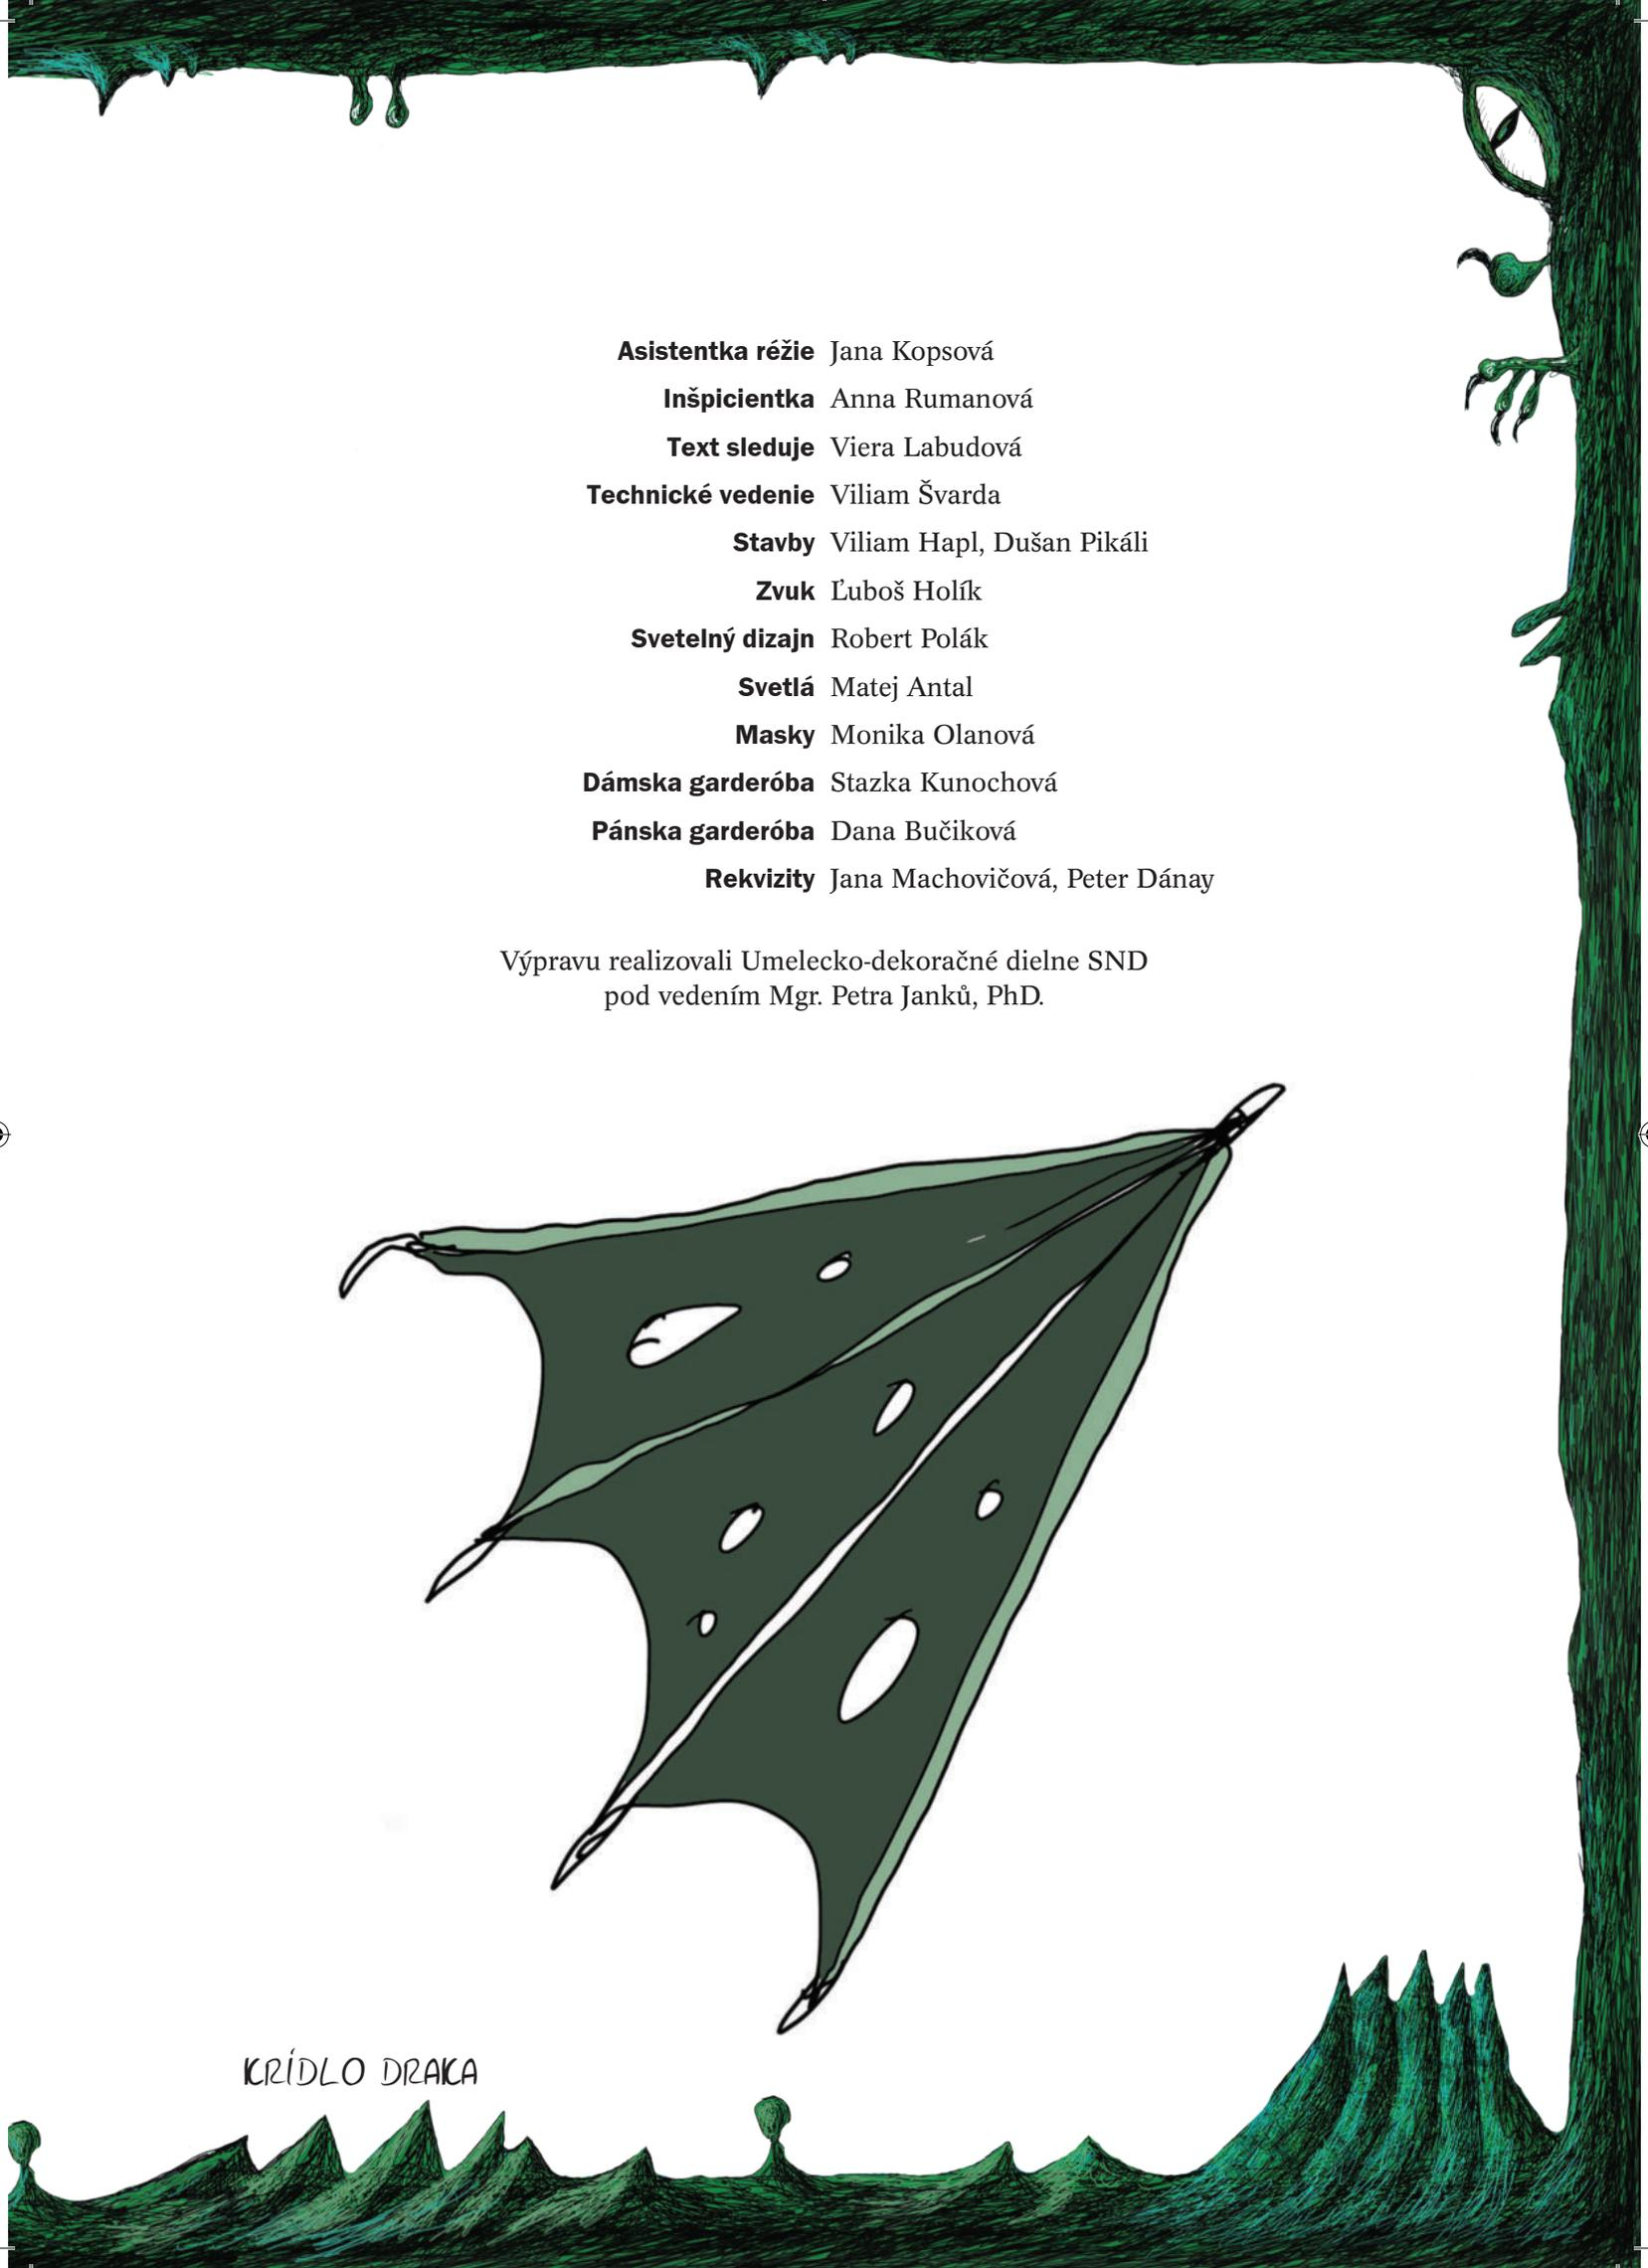 Asistentka réžie Jana Kopsová
Inšpicientka Anna Rumanová
Text sleduje Viera Labudová
Technické vedenie Viliam Švarda
Stavby Viliam Hapl, Dušan Pikáli
Zvuk Ľuboš Holík
Svetelný dizajn Robert Polák
Svetlá Matej Antal
Masky Monika Olanová
Dámska garderóba Stazka Kunochová
Pánska garderóba Dana Bučiková
Rekvizity Jana Machovičová, Peter Dánay
Výpravu realizovali Umelecko-dekoračné dielne SND
pod vedením Mgr. Petra Janků, PhD.
KRÍDLO DRAKA